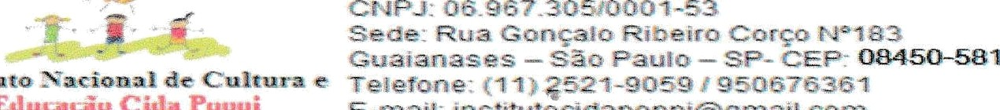 CNPJ: 06.967.305/0001-53
Sede: Rua Gonçalo Ribeiro Corço Nº183
Guaianases – São Paulo – SP- CEP: 08450-581
Telefone: (11) 2521-9059 / 950676361
E-mail: institutocidapoppi@gmail.com
uto Nacional de Cultura e
Educação Cida Poppi